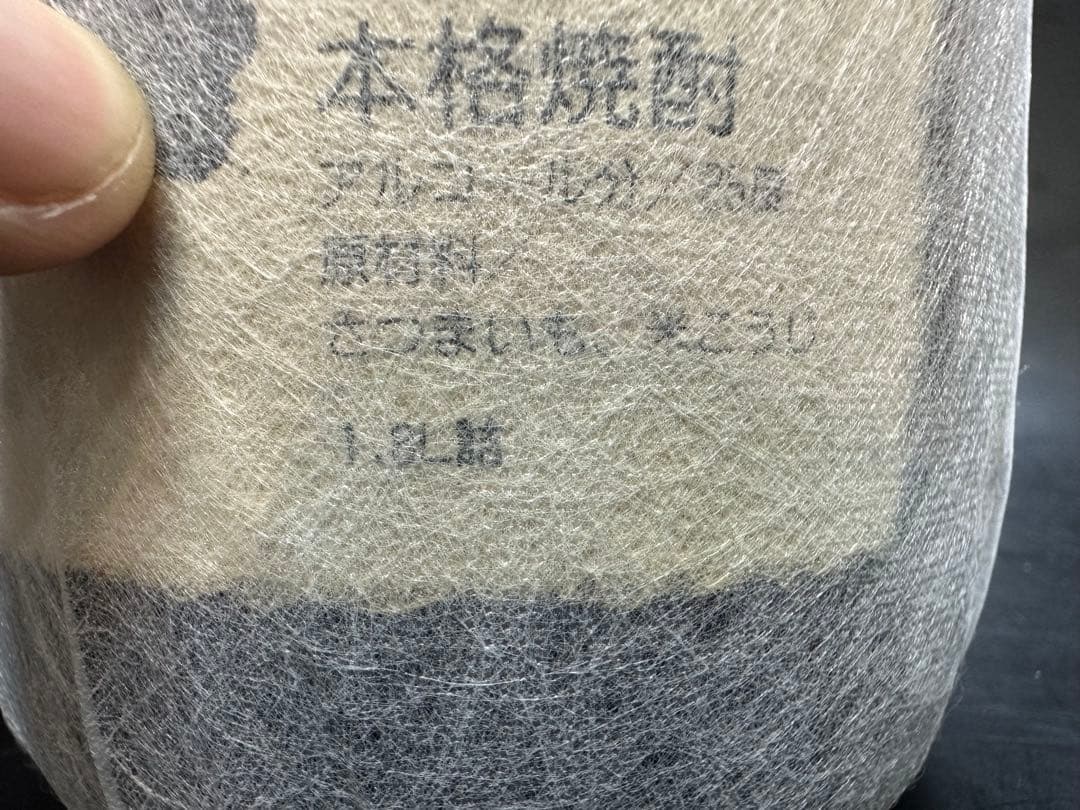 本格焼酎
アルコール分/25度
原材料/
さつまいも、米こうじ
1.8L詰